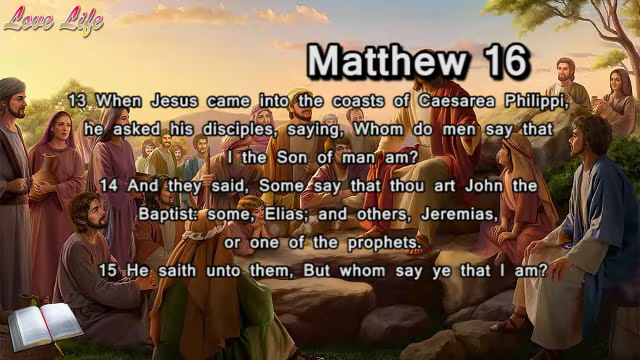 Love Life
Matthew 16
13 When Jesus came into the coasts of Caesarea Philippi,
he asked his disciples, saying, Whom do men say that
I the Son of man am?
14 And they said, Some say that thou art John the
Baptist: some, Elias; and others, Jeremias,
or one of the prophets.
15 He saith unto them, But whom say ye that I am?